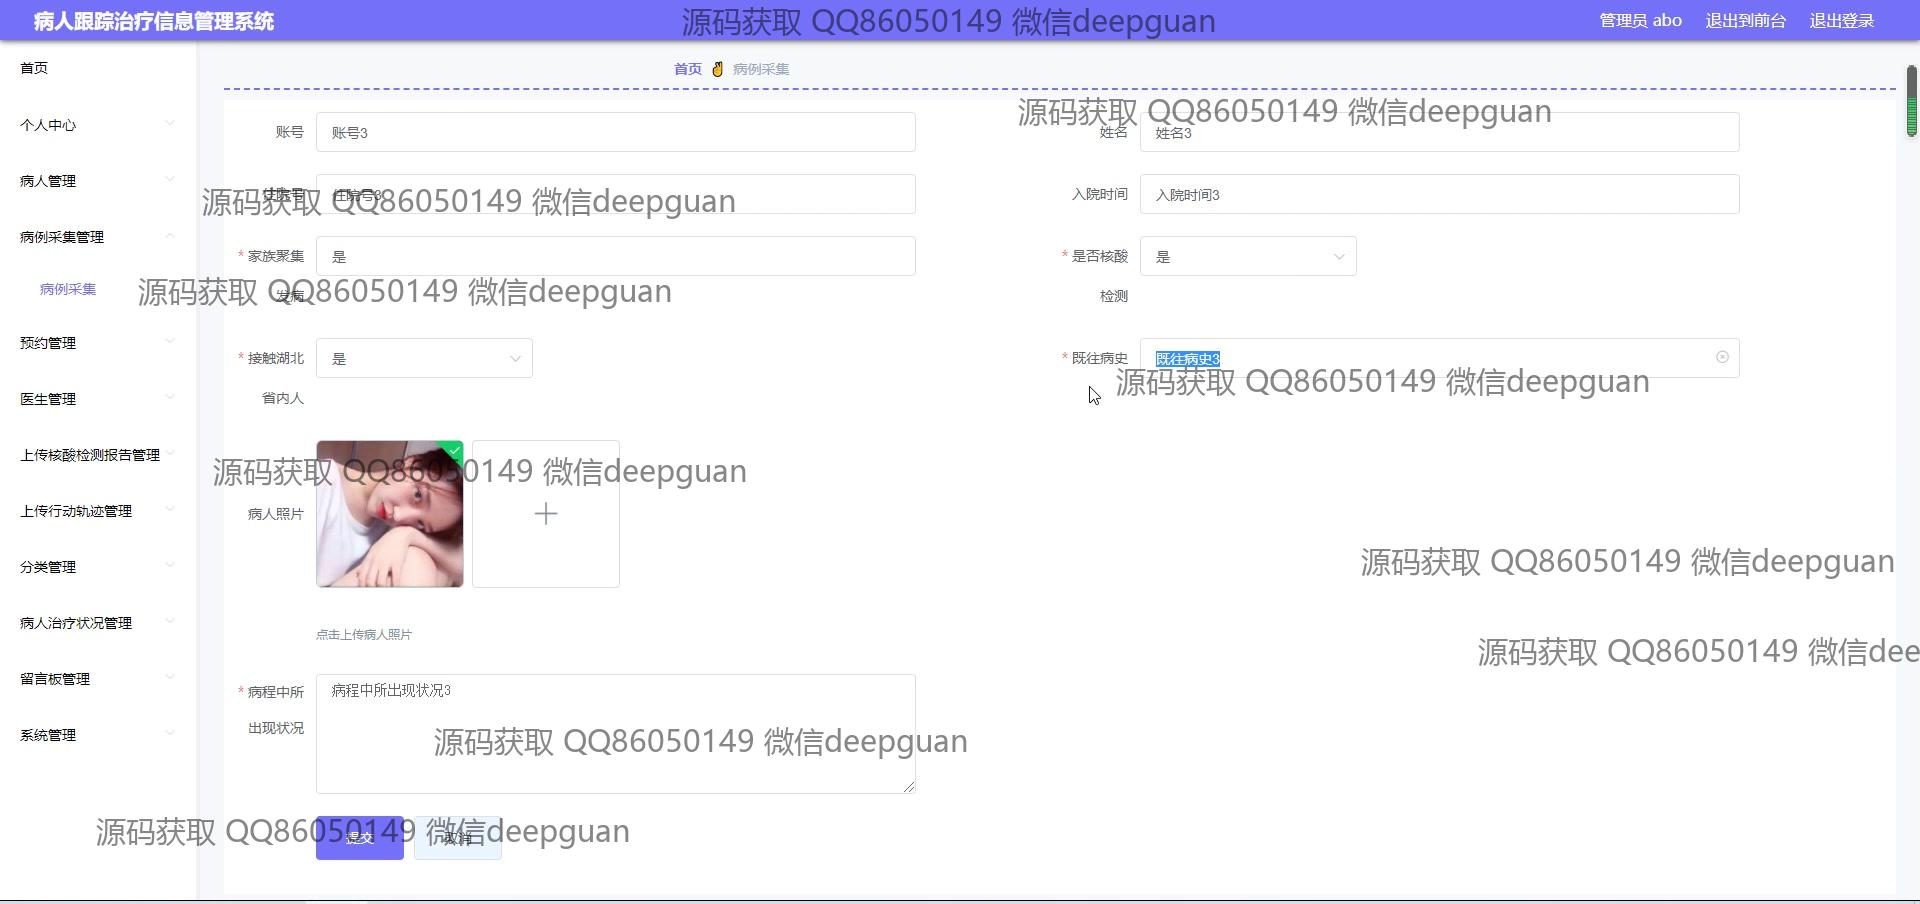 病人跟踪治疗信息管理系统
源码获取 QQ86050149 微信deepguan
管理员 abo
退出到前台
退出登录
首页
首页
病例采集
个人中心
源码获取 QQ86050149 微信deepguan
账号
账号3
姓名
姓名3
病人管理
源码获取 QQ86050149 微信deepguan
住院号
住院号3
入院时间
入院时间3
病例采集管理
* 家族聚集
发病
是
* 是否核酸
检测
是
病例采集
源码获取 QQ86050149 微信deepguan
预约管理
* 接触湖北
省内人
是
* 既往病史
既往病史3
源码获取 QQ86050149 微信deepguan
医生管理
上传核酸检测报告管理
源码获取 QQ86050149 微信deepguan
上传行动轨迹管理
病人照片
源码获取 QQ86050149 微信deepguan
分类管理
病人治疗状况管理
点击上传病人照片
源码获取 QQ86050149 微信dee
留言板管理
* 病程中所
出现状况
病程中所出现状况3
系统管理
源码获取 QQ86050149 微信deepguan
源码获取 QQ86050149 微信deepguan
提交
取消